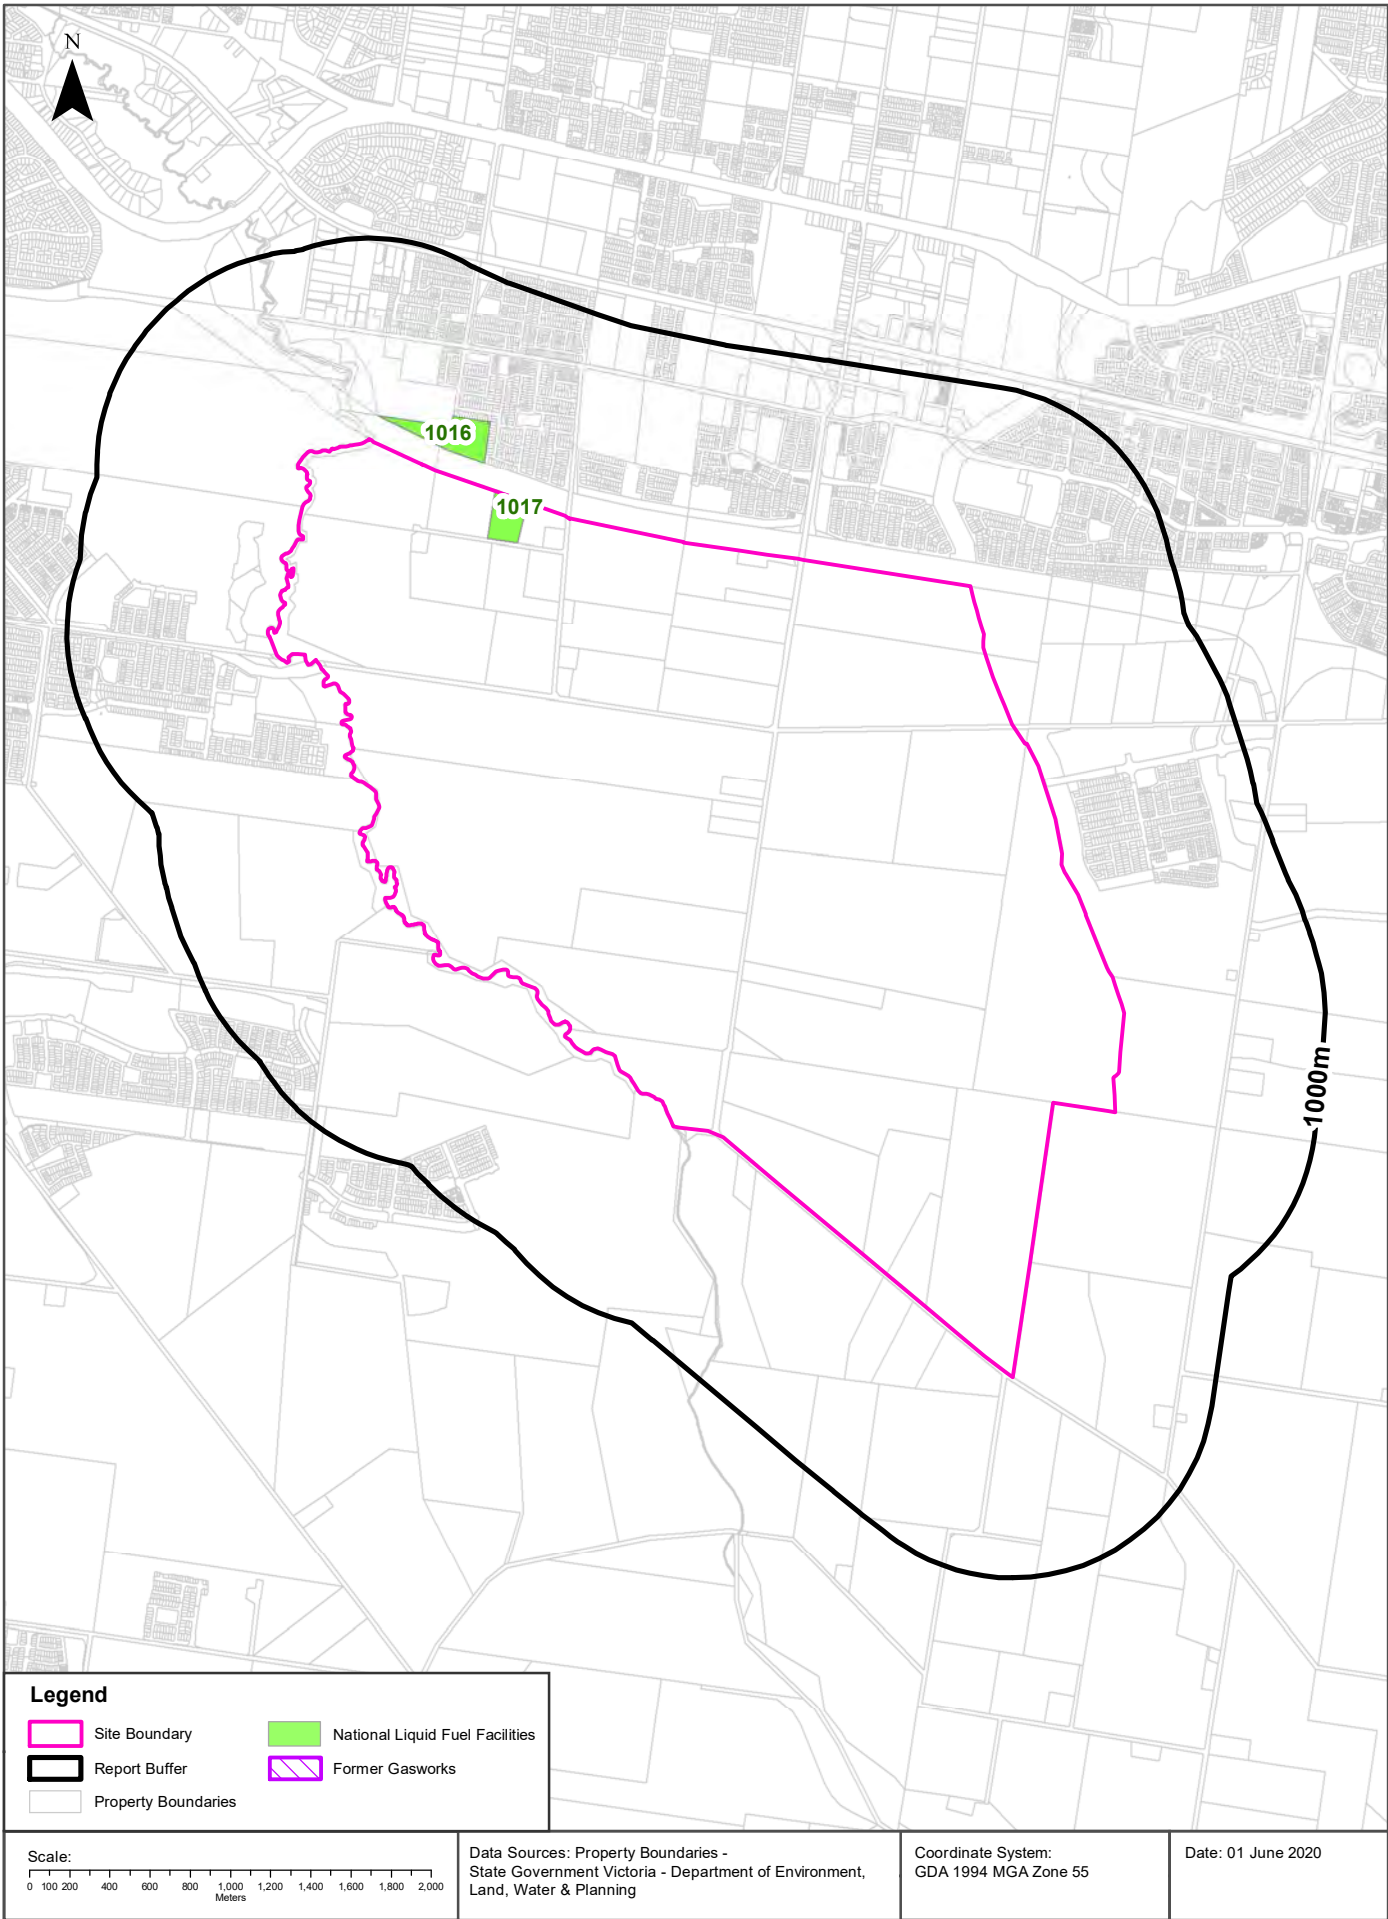 N
1016
1017
1000m
Legend
Site Boundary
National Liquid Fuel Facilities
Report Buffer
Former Gasworks
Property Boundaries
Scale:
0 100 200 400 600 800 1,000 1,200 1,400 1,600 1,800 2,000
Meters
Data Sources: Property Boundaries -
State Government Victoria - Department of Environment,
Land, Water & Planning
Coordinate System:
GDA 1994 MGA Zone 55
Date: 01 June 2020